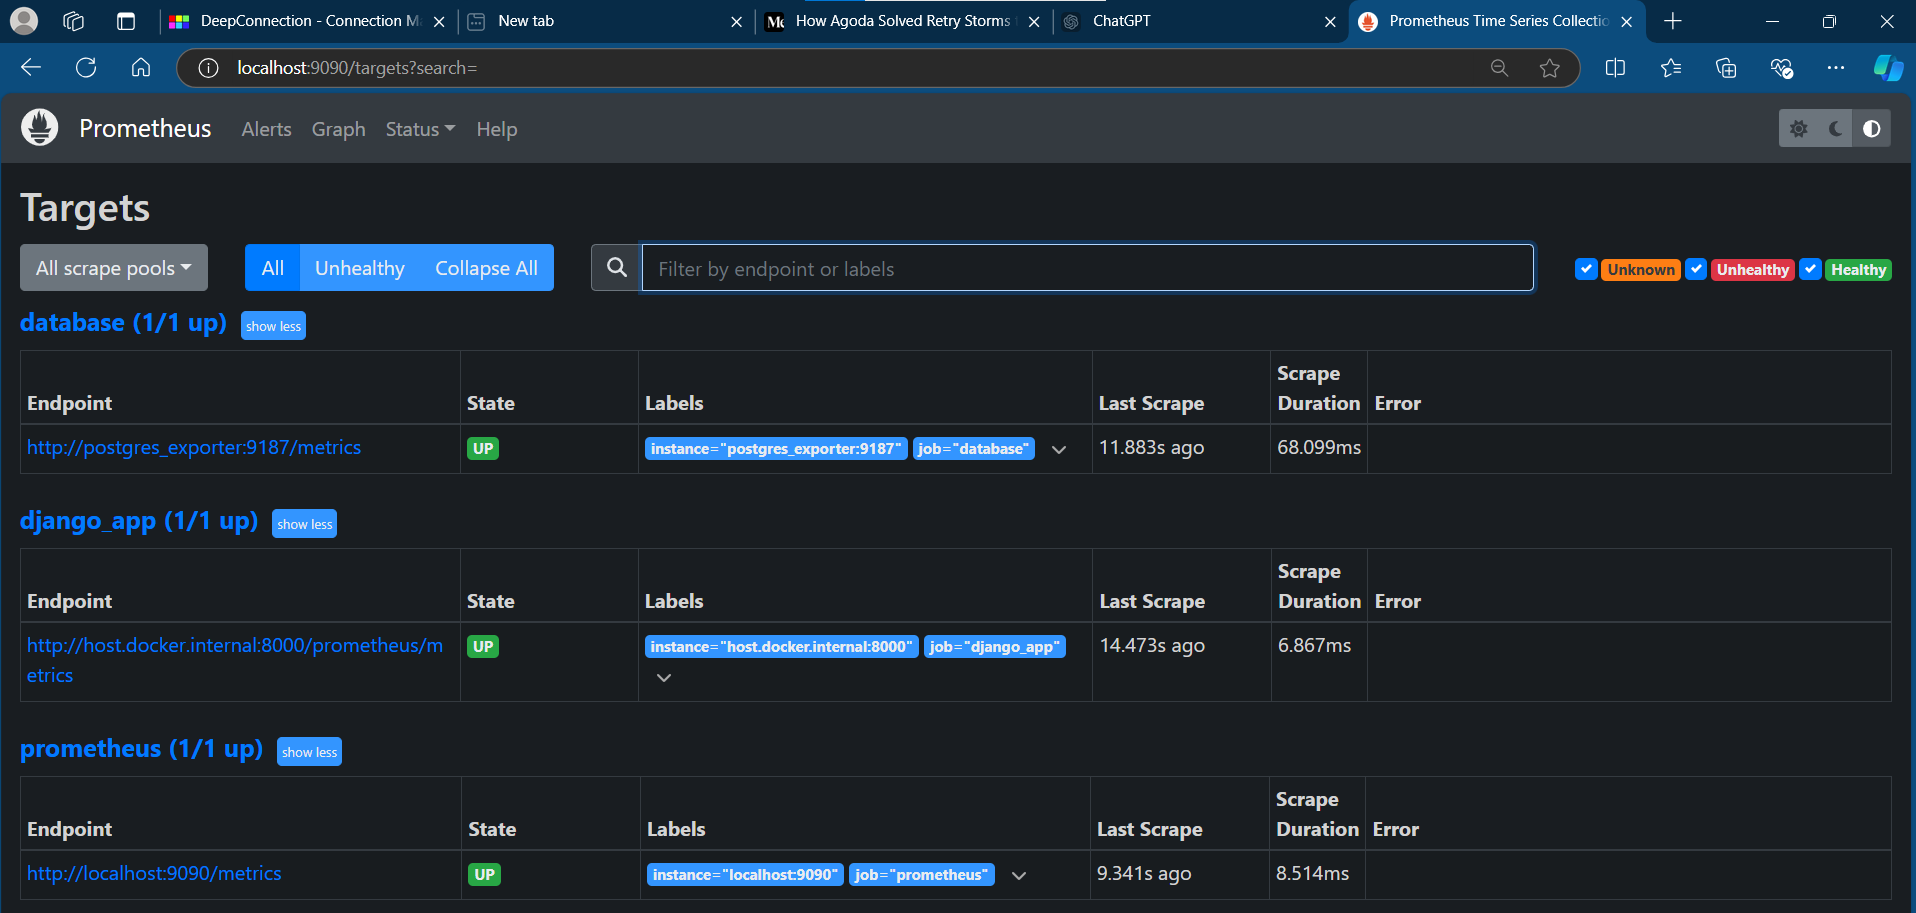 DeepConnection - Connection M
New tab
How Agoda Solved Retry Storms
ChatGPT
Prometheus Time Series Collectio
localhost:9090/targets?search=
Prometheus
Alerts
Graph
Status
Help
Targets
All scrape pools
All
Unhealthy
Collapse All
Filter by endpoint or labels
Unknown
Unhealthy
Healthy
database (1/1 up)
show less
Endpoint
State
Labels
Last Scrape
Scrape
Duration
Error
http://postgres_exporter:9187/metrics
UP
instance="postgres_exporter:9187"
job="database"
11.883s ago
68.099ms
django_app (1/1 up)
show less
Endpoint
State
Labels
Last Scrape
Scrape
Duration
Error
http://host.docker.internal:8000/prometheus/m
etrics
UP
instance="host.docker.internal:8000"
job="django_app"
14.473s ago
6.867ms
prometheus (1/1 up)
show less
Endpoint
State
Labels
Last Scrape
Scrape
Duration
Error
http://localhost:9090/metrics
UP
instance="localhost:9090"
job="prometheus"
9.341s ago
8.514ms